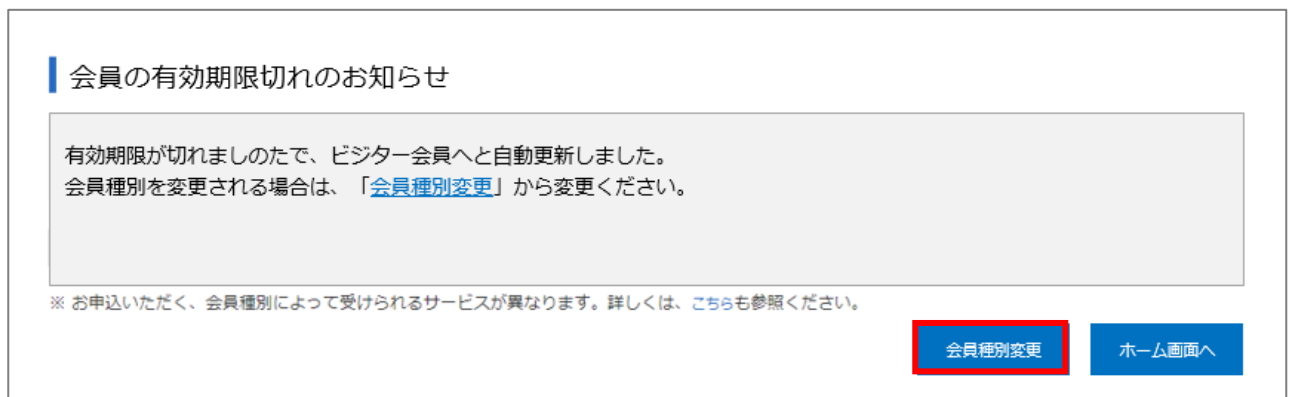 会員の有効期限切れのお知らせ
有効期限が切れましのたで、ビジター会員へと自動更新しました。
会員種別を変更される場合は、「会員種別変更」から変更ください。
※ お申込いただく、会員種別によって受けられるサービスが異なります。詳しくは、こちらも参照ください。
会員種別変更 ホーム画面へ